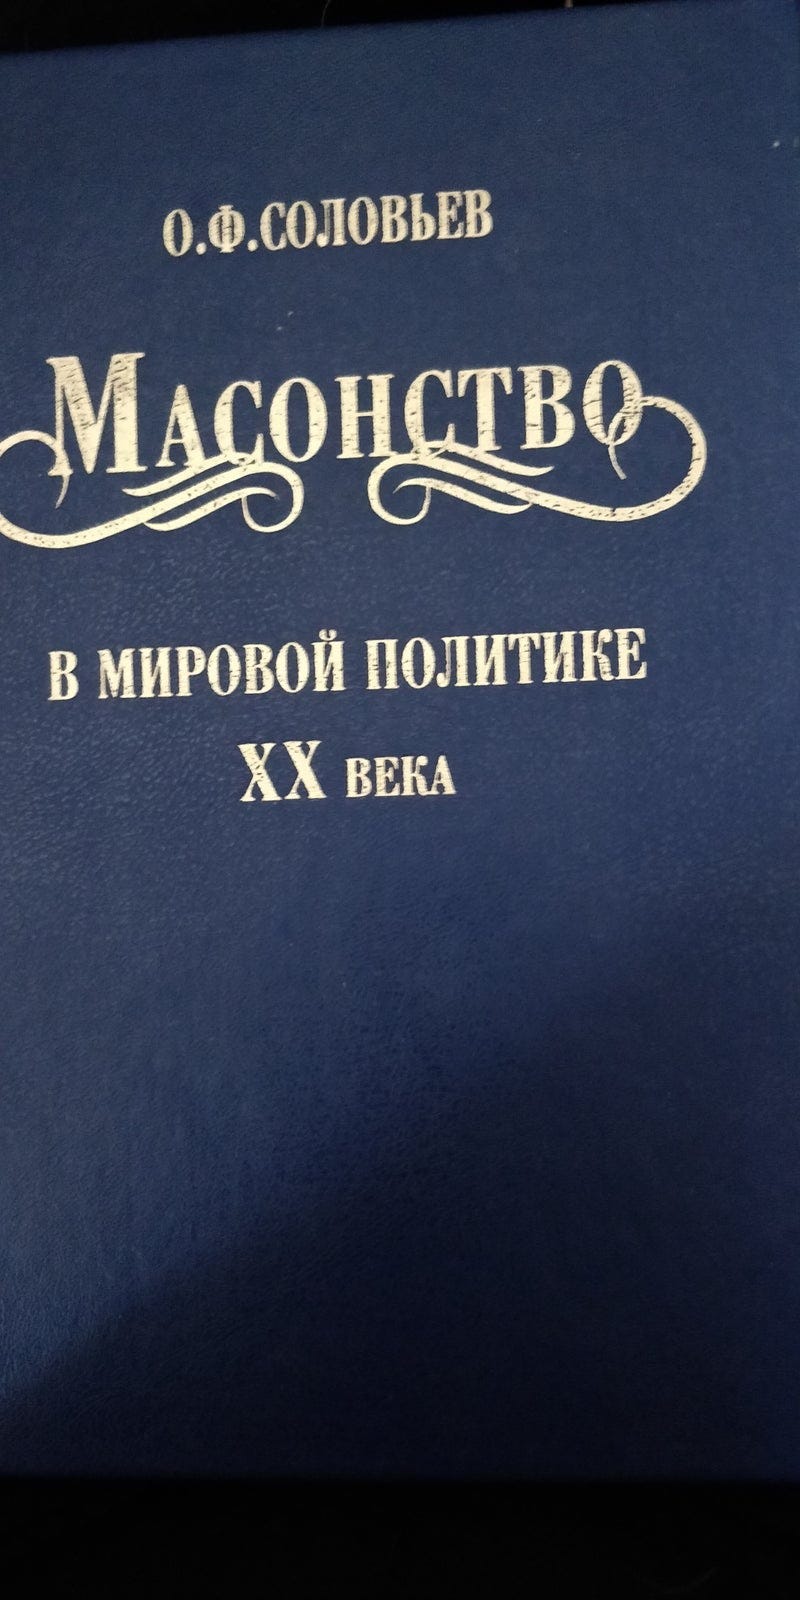 О.Ф.СОЛОВЬЕВ
МАСОНСТВО
В МИРОВОЙ ПОЛИТИКЕ
XX ВЕКА